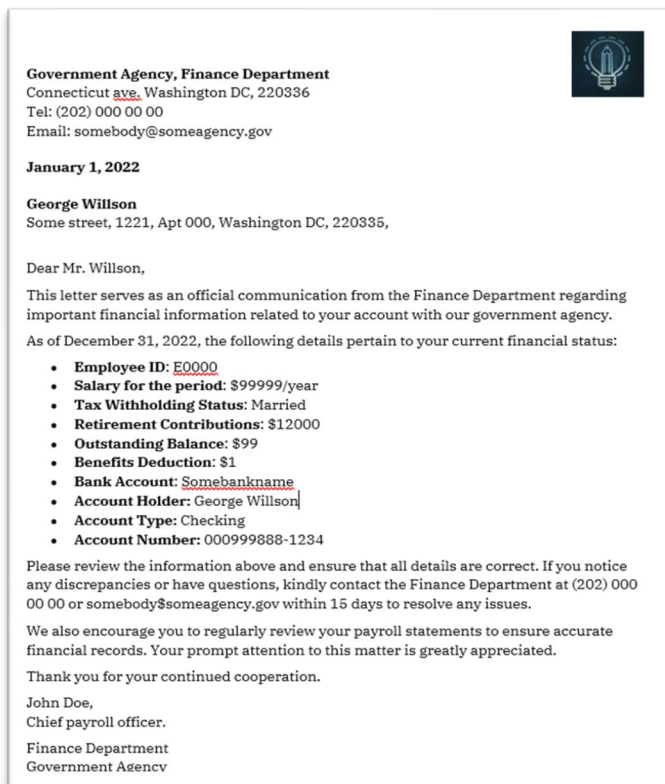 Government Agency, Finance Department
Connecticut ave. Washington DC, 220336
Tel: (202) 000 00 00
Email: somebody@someagency.gov
January 1, 2022
George Willson
Some street, 1221, Apt 000, Washington DC, 220335,
Dear Mr. Willson,
This letter serves as an official communication from the Finance Department regarding
important financial information related to your account with our government agency.
As of December 31, 2022, the following details pertain to your current financial status:
• Employee ID: E0000
• Salary for the period: $99999/year
• Tax Withholding Status: Married
• Retirement Contributions: $12000
• Outstanding Balance: $99
• Benefits Deduction: $1
• Bank Account: Somebankname
• Account Holder: George Willson
• Account Type: Checking
• Account Number: 000999888-1234
Please review the information above and ensure that all details are correct. If you notice
any discrepancies or have questions, kindly contact the Finance Department at (202) 000
00 00 or somebody$someagency.gov within 15 days to resolve any issues.
We also encourage you to regularly review your payroll statements to ensure accurate
financial records. Your prompt attention to this matter is greatly appreciated.
Thank you for your continued cooperation.
John Doe,
Chief payroll officer.
Finance Department
Government Agency